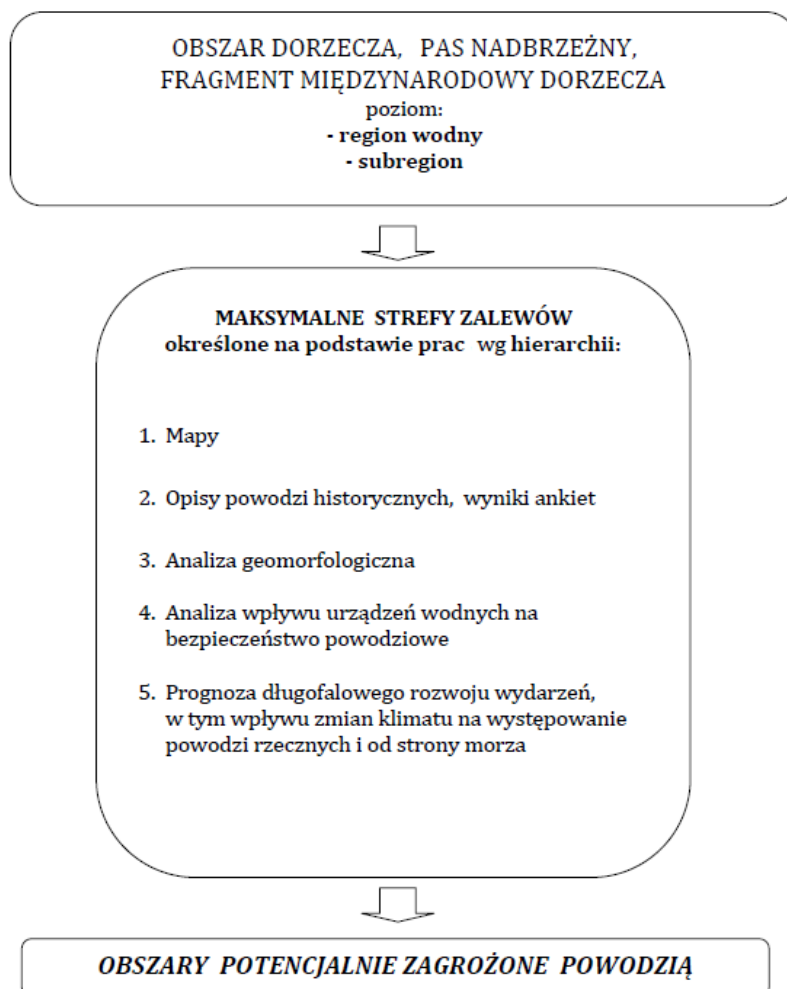 OBSZAR DORZECZA, PAS NADBRZEŻNY,
FRAGMENT MIĘDZYNARODOWY DORZECZA
poziom:
- region wodny
- subregion
MAKSYMALNE STREFY ZALEWÓW
określone na podstawie prac wg hierarchii:
1. Mapy
2. Opisy powodzi historycznych, wyniki ankiet
3. Analiza geomorfologiczna
4. Analiza wpływu urządzeń wodnych na
bezpieczeństwo powodziowe
5. Prognoza długofalowego rozwoju wydarzeń,
w tym wpływu zmian klimatu na występowanie
powodzi rzecznych i od strony morza
OBSZARY POTENCJALNIE ZAGROŻONE POWODZIĄ